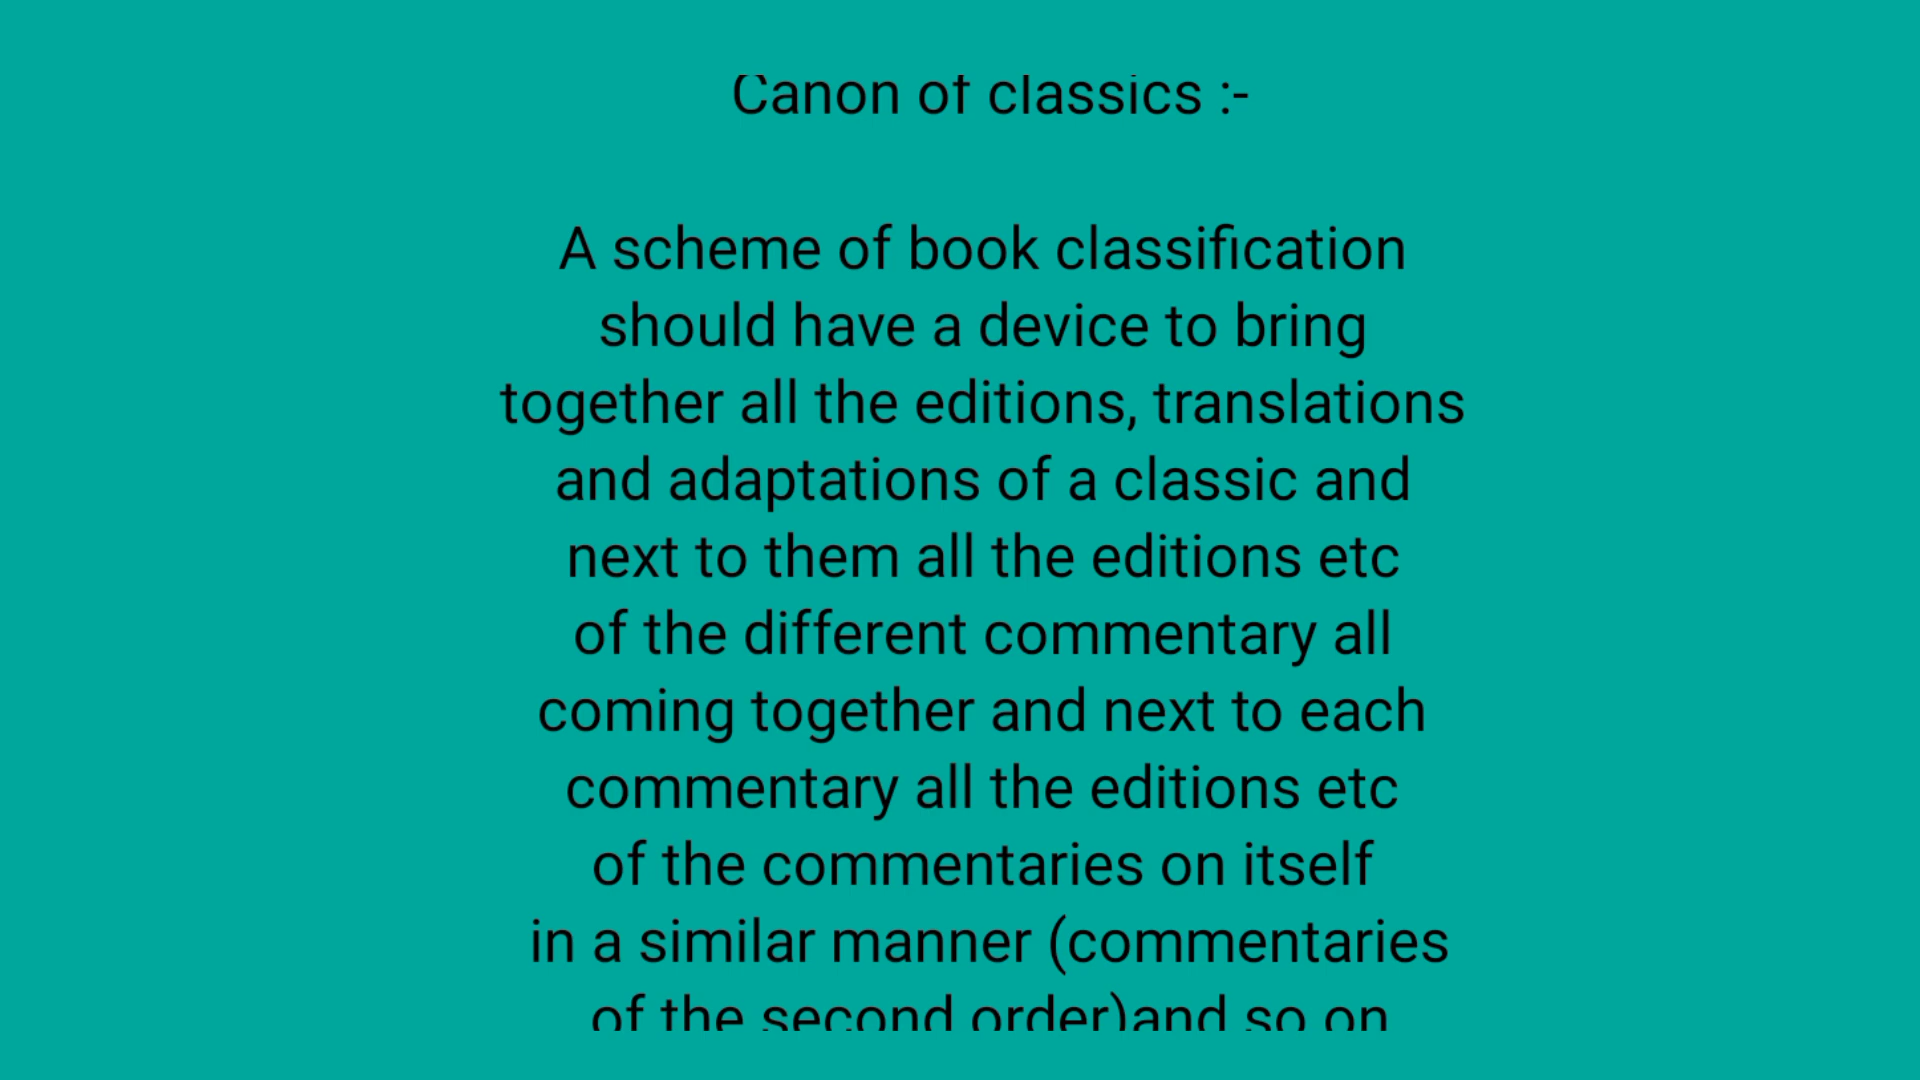 Canon of classics :-
A scheme of book classification
should have a device to bring
together all the editions, translations
and adaptations of a classic and
next to them all the editions etc
of the different commentary all
coming together and next to each
commentary all the editions etc
of the commentaries on itself
in a similar manner (commentaries
of the second order)and so on